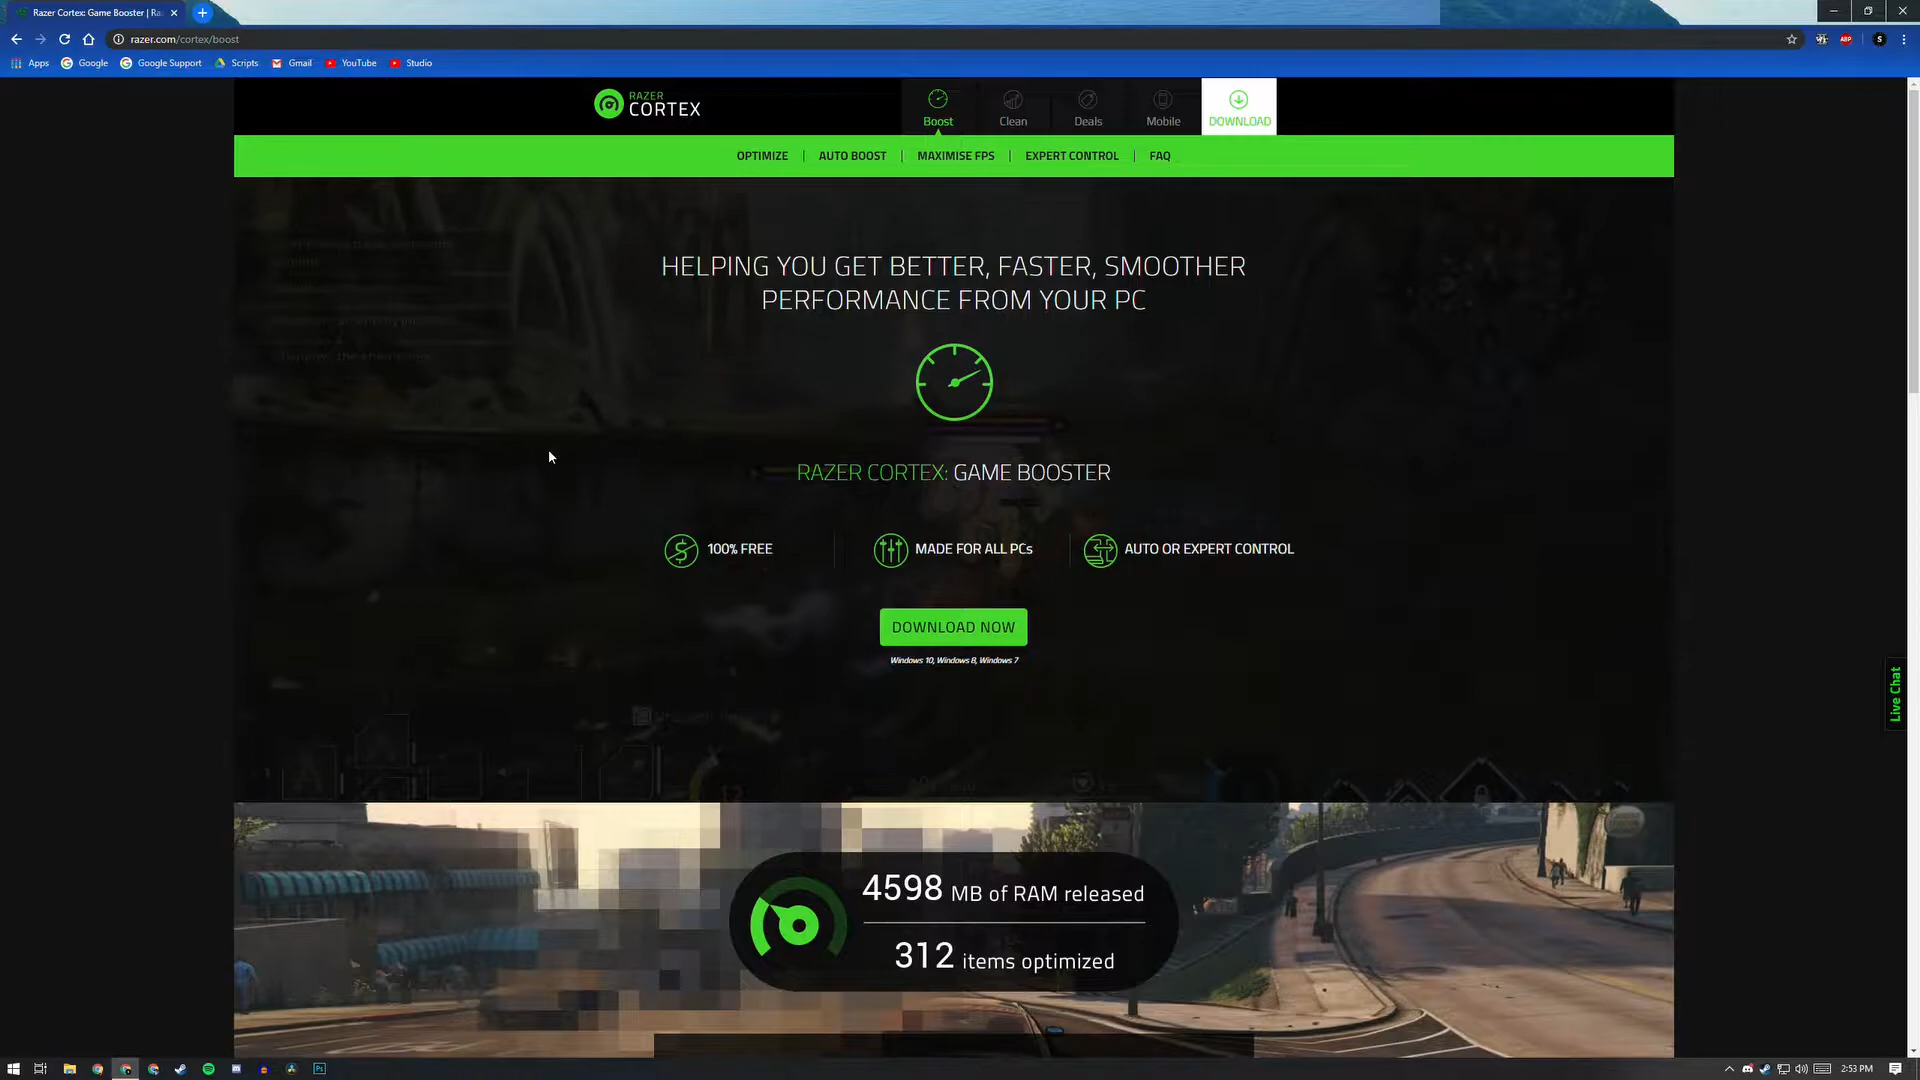 Razer Cortex: Game Booster | Ra
razer.com/cortex/boost
Apps
Google
Google Support
Scripts
Gmail
YouTube
Studio
RAZER
CORTEX
Boost
Clean
Deals
Mobile
DOWNLOAD
OPTIMIZE | AUTO BOOST | MAXIMISE FPS | EXPERT CONTROL | FAQ
HELPING YOU GET BETTER, FASTER, SMOOTHER
PERFORMANCE FROM YOUR PC
RAZER CORTEX: GAME BOOSTER
100% FREE
MADE FOR ALL PCs
AUTO OR EXPERT CONTROL
DOWNLOAD NOW
Windows 10, Windows 8, Windows 7
Live Chat
4598 MB of RAM released
312 items optimized
2:53 PM